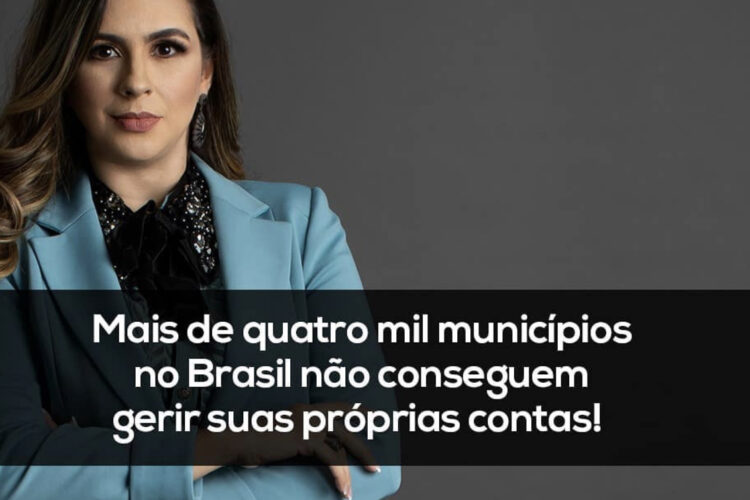 Mais de quatro mil municípios
no Brasil não conseguem
gerir suas próprias contas!